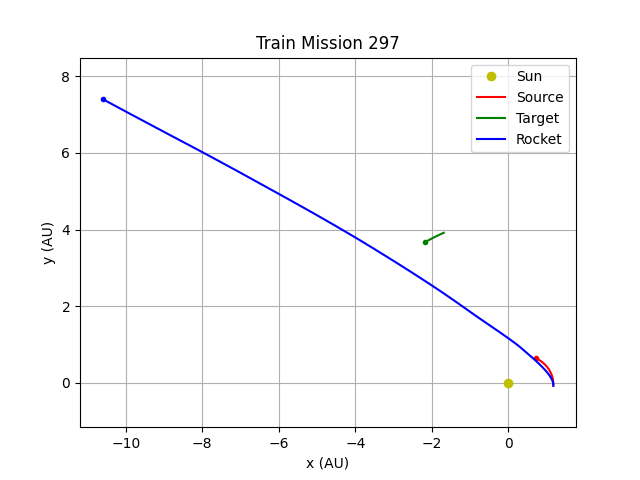 Train Mission 297
Sun
Source
Target
Rocket
8
6
4
2
0
y (AU)
−10
−8
−6
−4
−2
0
x (AU)